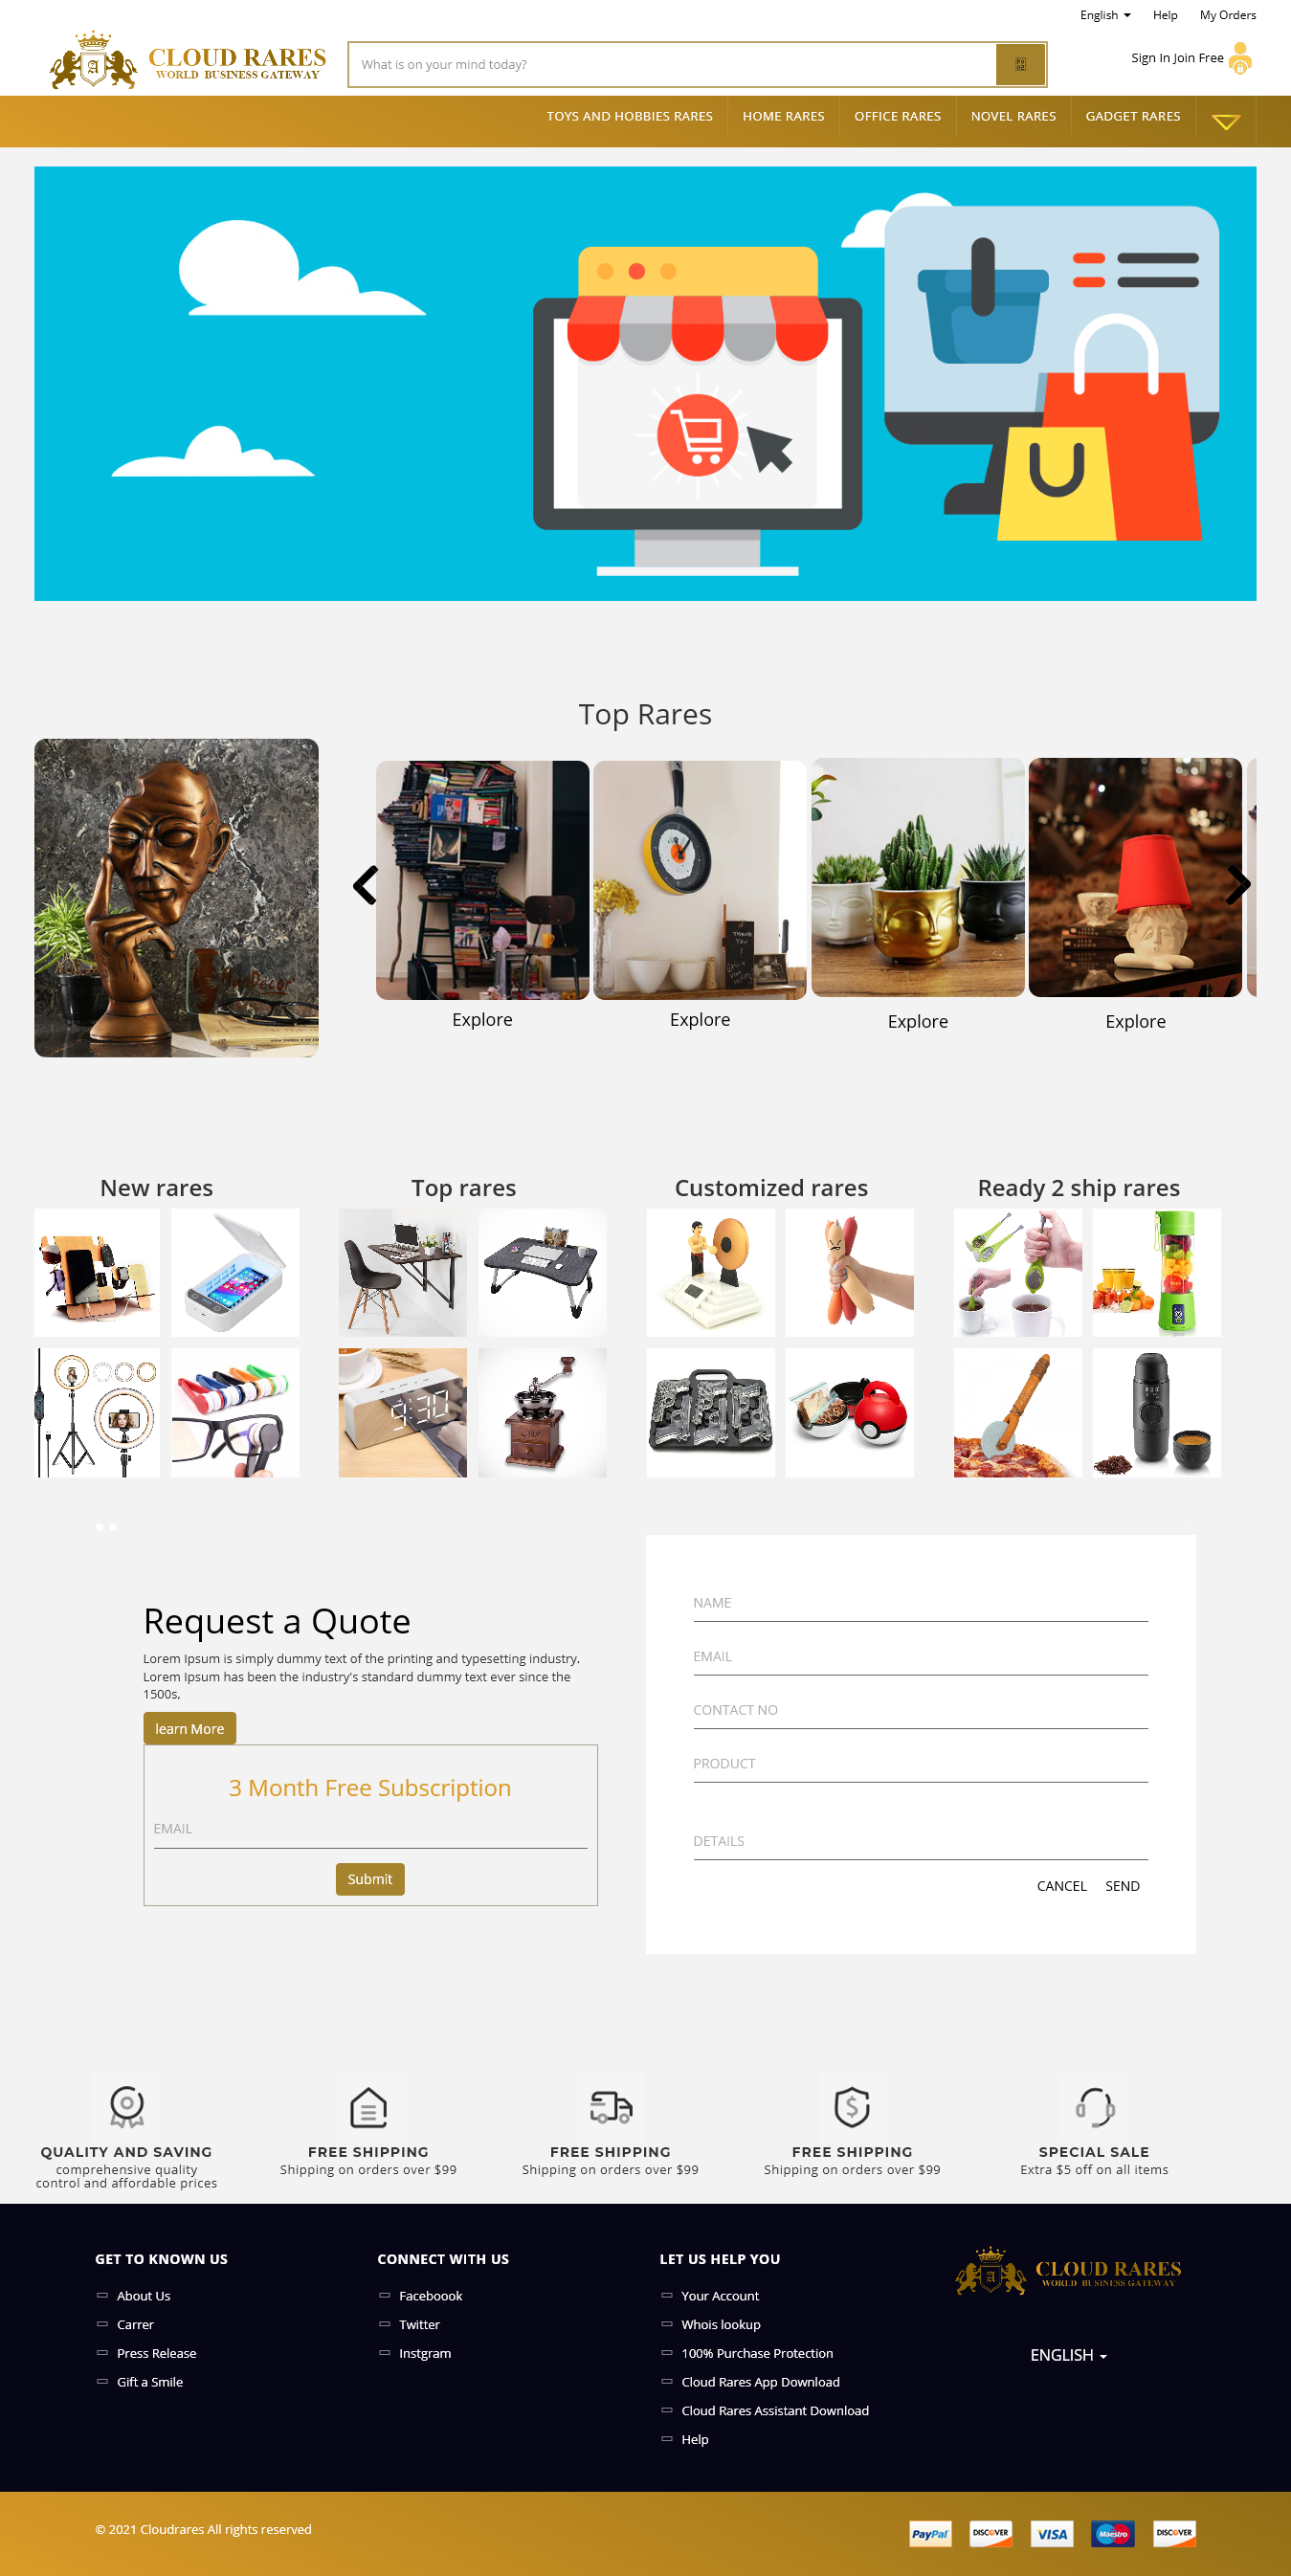 English
Help
My Orders
A
CLOUD RARES
WORLD BUSINESS GATEWAY
What is on your mind today?
Sign In Join Free
TOYS AND HOBBIES RARES
HOME RARES
OFFICE RARES
NOVEL RARES
GADGET RARES
Top Rares
THANK YOU
Explore
Explore
Explore
Explore
New rares
Top rares
Customized rares
Ready 2 ship rares
Request a Quote
Lorem Ipsum is simply dummy text of the printing and typesetting industry.
Lorem Ipsum has been the industry's standard dummy text ever since the
1500s,
learn More
3 Month Free Subscription
EMAIL
Submit
NAME
EMAIL
CONTACT NO
PRODUCT
DETAILS
CANCEL
SEND
QUALITY AND SAVING
comprehensive quality
control and affordable prices
FREE SHIPPING
Shipping on orders over $99
FREE SHIPPING
Shipping on orders over $99
FREE SHIPPING
Shipping on orders over $99
SPECIAL SALE
Extra $5 off on all items
GET TO KNOWN US
About Us
Carrer
Press Release
Gift a Smile
CONNECT WITH US
Faceboook
Twitter
Instgram
LET US HELP YOU
Your Account
Whois lookup
100% Purchase Protection
Cloud Rares App Download
Cloud Rares Assistant Download
Help
A
CLOUD RARES
WORLD BUSINESS GATEWAY
ENGLISH
© 2021 Cloudrares All rights reserved
PayPal
DISCOVER
VISA
Maestro
DISCOVER